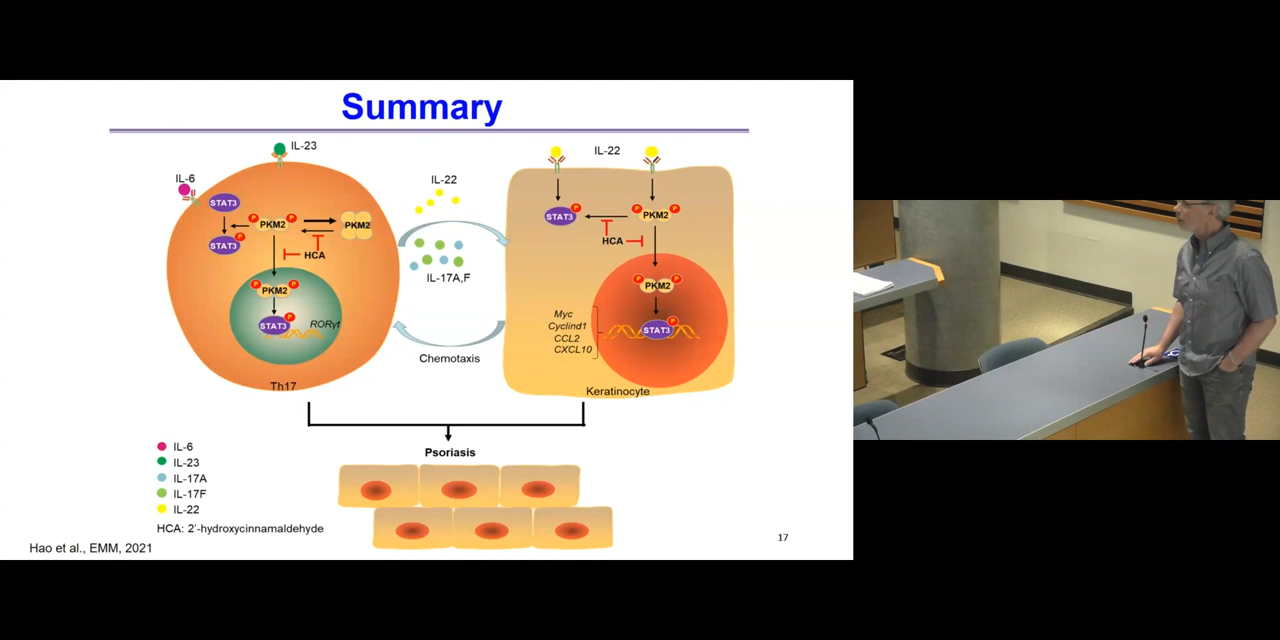 Summary
IL-23
IL-6
STAT3
P
PKM2
P
PKM2
STAT3
P
HCA
P
PKM2
P
STAT3
P
RORγt
Th17
IL-22
IL-17A,F
Chemotaxis
IL-22
STAT3
P
P
PKM2
P
HCA
P
PKM2
P
Myc
Cyclind1
CCL2
CXCL10
STAT3
P
Keratinocyte
Psoriasis
IL-6
IL-23
IL-17A
IL-17F
IL-22
HCA: 2′-hydroxycinnamaldehyde
Hao et al., EMM, 2021
17